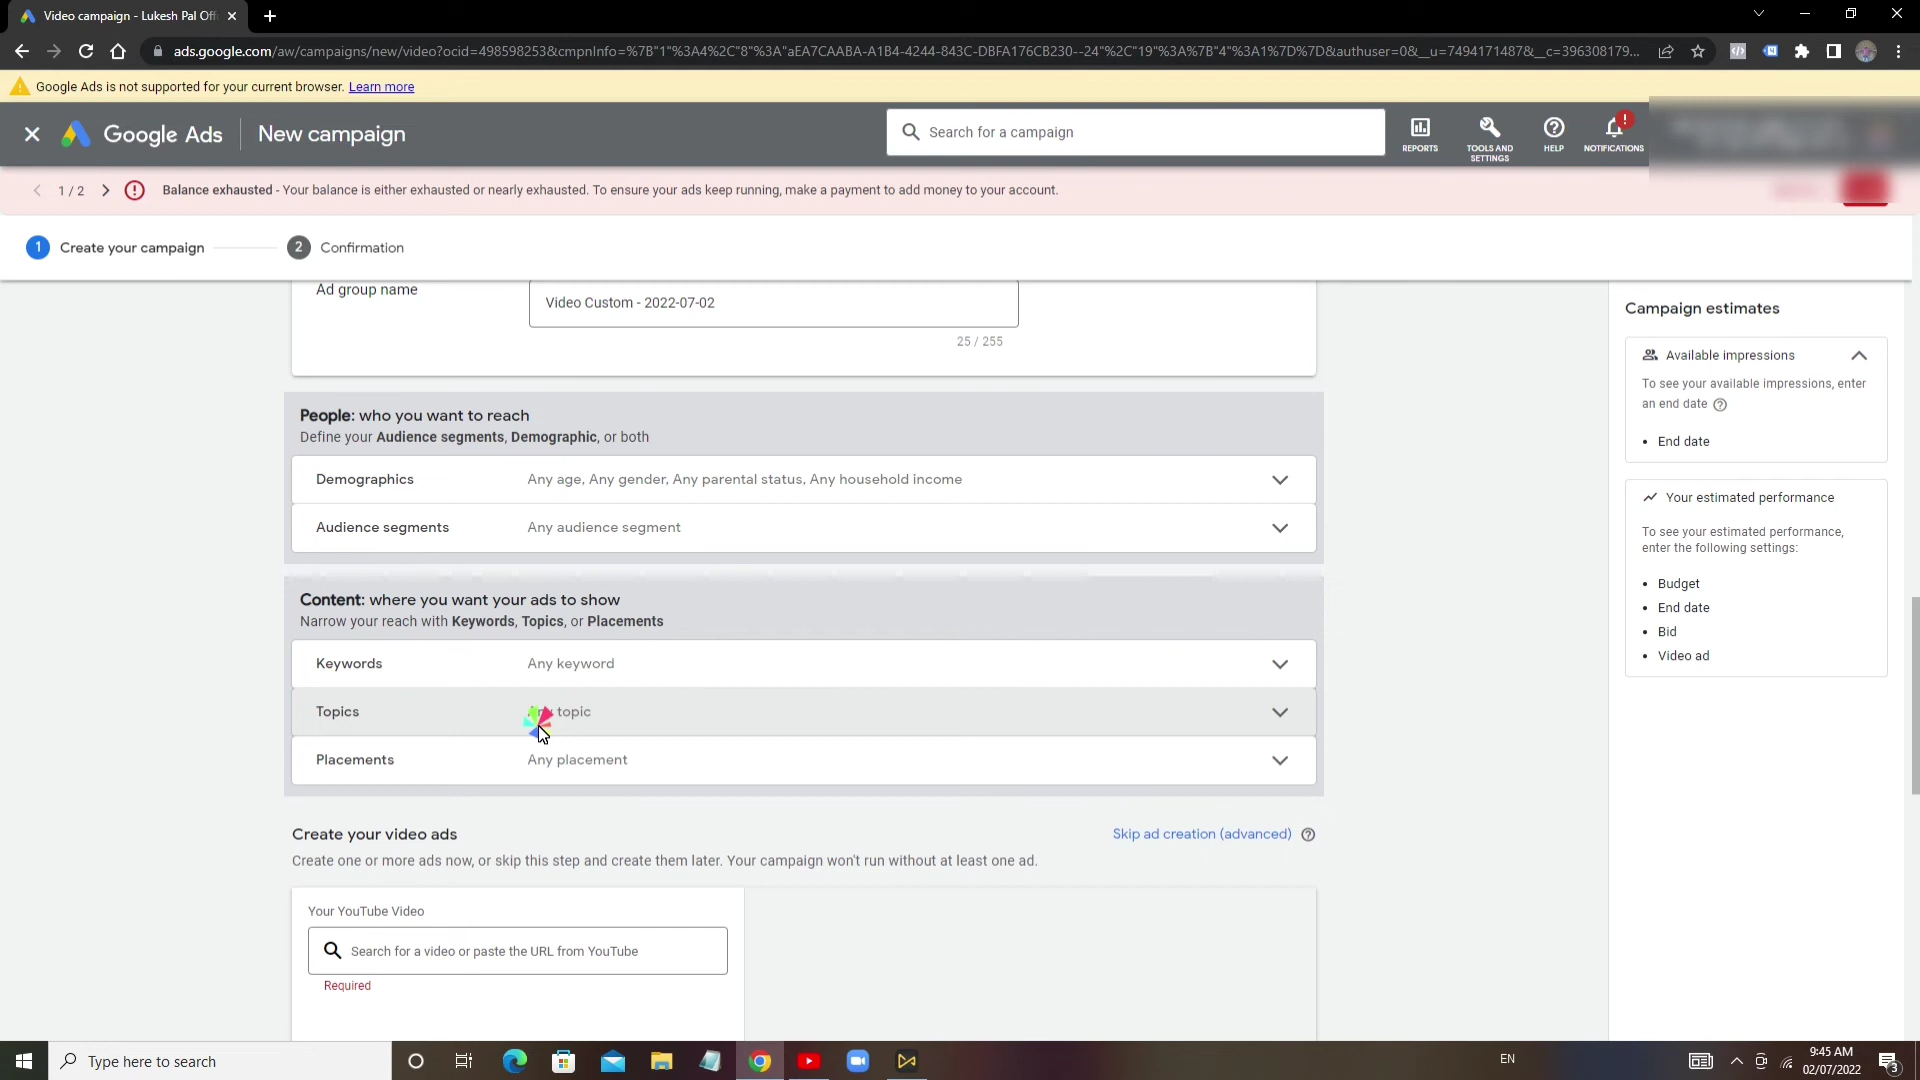 Video campaign - Lukesh Pal Off
ads.google.com/aw/campaigns/new/video?ocid=498598253&cmpnInfo=%7B"1"%3A4%2C"8"%3A"aEA7CAABA-A1B4-4244-843C-DBFA176CB230--24"%2C"19"%3A%7B"4"%3A1%7D%7D&authuser=0&__u=7494171487&__c=396308179...
Google Ads is not supported for your current browser. Learn more
Google Ads New campaign
Search for a campaign
REPORTS
TOOLS AND SETTINGS
HELP
NOTIFICATIONS
1 / 2 Balance exhausted - Your balance is either exhausted or nearly exhausted. To ensure your ads keep running, make a payment to add money to your account.
1 Create your campaign 2 Confirmation
Ad group name
Video Custom - 2022-07-02
25 / 255
People: who you want to reach
Define your Audience segments, Demographic, or both
Demographics Any age, Any gender, Any parental status, Any household income
Audience segments Any audience segment
Content: where you want your ads to show
Narrow your reach with Keywords, Topics, or Placements
Keywords Any keyword
Topics topic
Placements Any placement
Create your video ads
Skip ad creation (advanced)
Create one or more ads now, or skip this step and create them later. Your campaign won't run without at least one ad.
Your YouTube Video
Search for a video or paste the URL from YouTube
Required
Campaign estimates
Available impressions
To see your available impressions, enter
an end date
• End date
Your estimated performance
To see your estimated performance,
enter the following settings:
• Budget
• End date
• Bid
• Video ad
Type here to search
EN
9:45 AM
02/07/2022
3